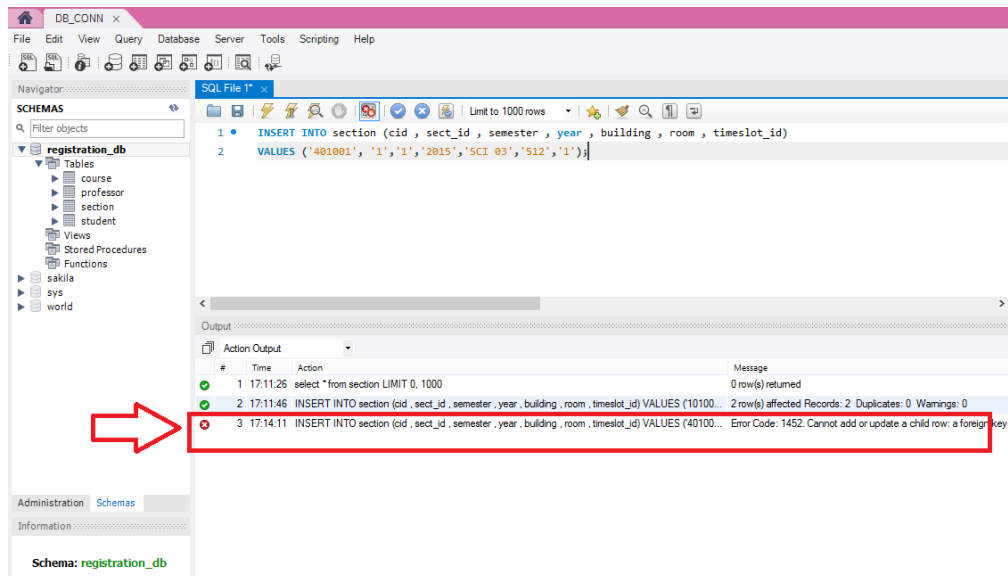 DB_CONN ×
File Edit View Query Database Server Tools Scripting Help
Navigator
SCHEMAS
Filter objects
registration_db
Tables
course
professor
section
student
Views
Stored Procedures
Functions
sakila
sys
world
Administration Schemas
Information
Schema: registration_db
SQL File 1* ×
Limit to 1000 rows
1 INSERT INTO section (cid , sect_id , semester , year , building , room , timeslot_id)
2 VALUES ('401001', '1','1','2015','SCI 03','512','1');
Output
Action Output
# Time Action Message
1 17:11:26 select * from section LIMIT 0, 1000 0 row(s) returned
2 17:11:46 INSERT INTO section (cid , sect_id , semester , year , building , room , timeslot_id) VALUES ('10100... 2 row(s) affected Records: 2 Duplicates: 0 Warnings: 0
3 17:14:11 INSERT INTO section (cid , sect_id , semester , year , building , room , timeslot_id) VALUES ('40100... Error Code: 1452. Cannot add or update a child row: a foreign key